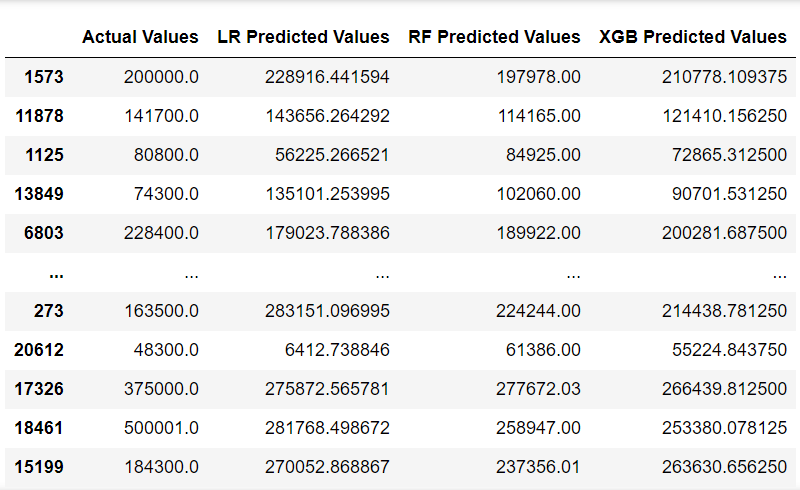 Actual Values LR Predicted Values RF Predicted Values XGB Predicted Values
1573 200000.0 228916.441594 197978.00 210778.109375
11878 141700.0 143656.264292 114165.00 121410.156250
1125 80800.0 56225.266521 84925.00 72865.312500
13849 74300.0 135101.253995 102060.00 90701.531250
6803 228400.0 179023.788386 189922.00 200281.687500
... ... ... ... ...
273 163500.0 283151.096995 224244.00 214438.781250
20612 48300.0 6412.738846 61386.00 55224.843750
17326 375000.0 275872.565781 277672.03 266439.812500
18461 500001.0 281768.498672 258947.00 253380.078125
15199 184300.0 270052.868867 237356.01 263630.656250